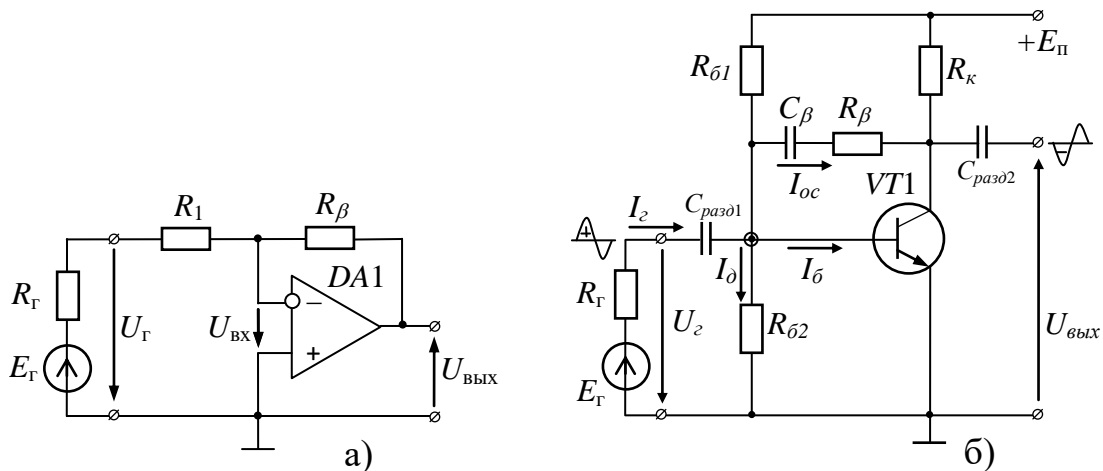 R1
Rβ
DA1
Rг
Uг
Uвх
−
+
Eг
Uвых
а)
+Eп
Rб1
Rк
Cβ
Rβ
Iос
VT1
Cразд2
−
Iг
Cразд1
+
Iд
Iб
Rг
Uг
Rб2
Uвых
Eг
б)